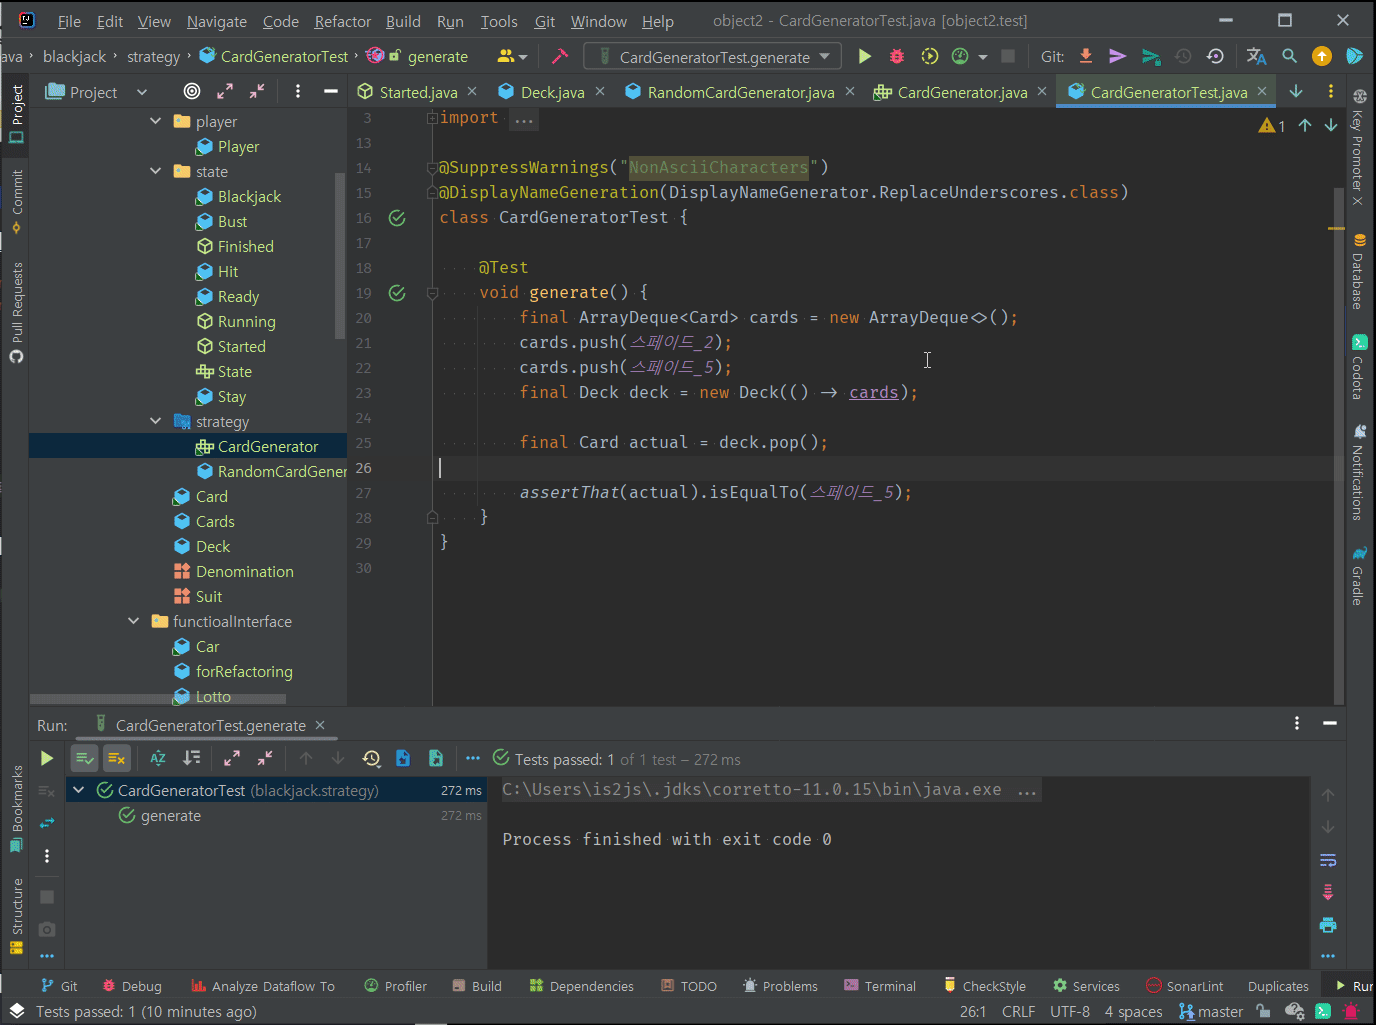 File Edit View Navigate Code Refactor Build Run Tools Git Window Help object2 - CardGeneratorTest.java [object2.test]
ava blackjack strategy CardGeneratorTest generate CardGeneratorTest.generate Git:
Project Started.java Deck.java RandomCardGenerator.java CardGenerator.java CardGeneratorTest.java
player
Player
state
Blackjack
Bust
Finished
Hit
Ready
Running
Started
State
Stay
strategy
CardGenerator
RandomCardGener
Card
Cards
Deck
Denomination
Suit
functioalInterface
Car
forRefactoring
Lotto
Project
Commit
Pull Requests
Bookmarks
Structure
3 import ...
13
14 @SuppressWarnings("NonAsciiCharacters")
15 @DisplayNameGeneration(DisplayNameGenerator.ReplaceUnderscores.class)
16 class CardGeneratorTest {
17
18 @Test
19 void generate() {
20 final ArrayDeque<Card> cards = new ArrayDeque<>();
21 cards.push(스페이드_2);
22 cards.push(스페이드_5);
23 final Deck deck = new Deck(() -> cards);
24
25 final Card actual = deck.pop();
26
27 assertThat(actual).isEqualTo(스페이드_5);
28 }
29 }
30
1
Key Promoter X
Database
Codota
Notifications
Gradle
Run: CardGeneratorTest.generate
Tests passed: 1 of 1 test – 272 ms
CardGeneratorTest (blackjack.strategy) 272 ms
generate 272 ms
C:\Users\is2js\.jdks\corretto-11.0.15\bin\java.exe ...
Process finished with exit code 0
Git Debug Analyze Dataflow To Profiler Build Dependencies TODO Problems Terminal CheckStyle Services SonarLint Duplicates Run
Tests passed: 1 (10 minutes ago) 26:1 CRLF UTF-8 4 spaces master